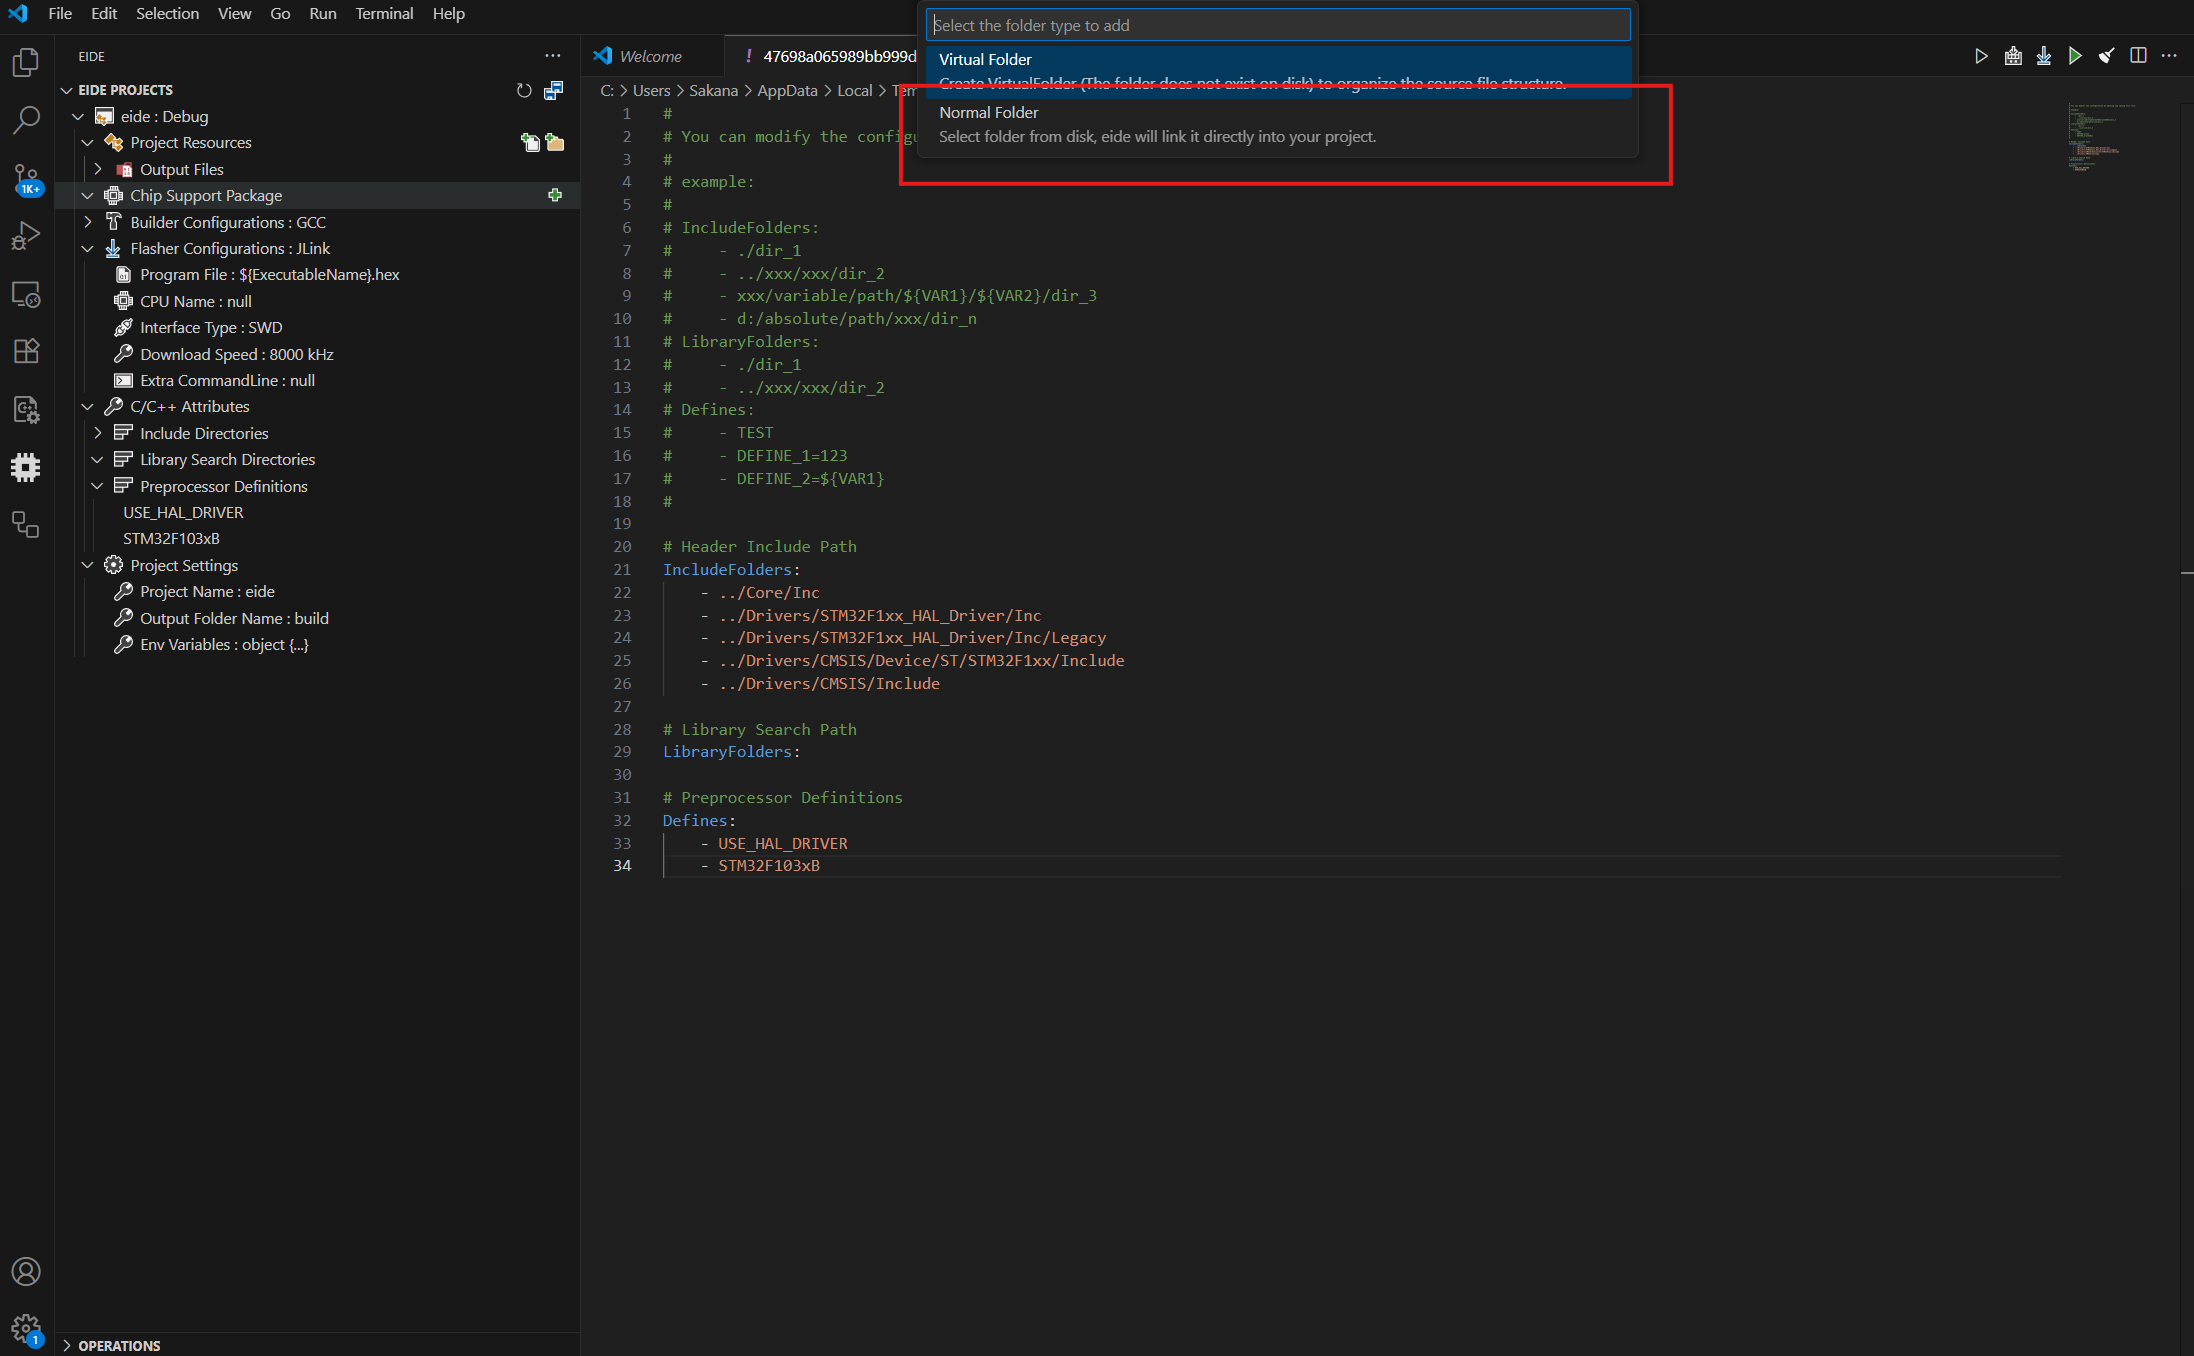 File Edit Selection View Go Run Terminal Help
Select the folder type to add
Virtual Folder
Create VirtualFolder (The folder does not exist on disk) to organize the source file structure.
Normal Folder
Select folder from disk, eide will link it directly into your project.
EIDE
EIDE PROJECTS
eide : Debug
Project Resources
Output Files
Chip Support Package
Builder Configurations : GCC
Flasher Configurations : JLink
Program File : ${ExecutableName}.hex
CPU Name : null
Interface Type : SWD
Download Speed : 8000 kHz
Extra CommandLine : null
C/C++ Attributes
Include Directories
Library Search Directories
Preprocessor Definitions
USE_HAL_DRIVER
STM32F103xB
Project Settings
Project Name : eide
Output Folder Name : build
Env Variables : object {...}
OPERATIONS
1K+
1
Welcome
! 47698a065989bb999d
C: > Users > Sakana > AppData > Local > Tem
1 #
2 # You can modify the configu
3 #
4 # example:
5 #
6 # IncludeFolders:
7 #     - ./dir_1
8 #     - ../xxx/xxx/dir_2
9 #     - xxx/variable/path/${VAR1}/${VAR2}/dir_3
10 #     - d:/absolute/path/xxx/dir_n
11 # LibraryFolders:
12 #     - ./dir_1
13 #     - ../xxx/xxx/dir_2
14 # Defines:
15 #     - TEST
16 #     - DEFINE_1=123
17 #     - DEFINE_2=${VAR1}
18 #
19
20 # Header Include Path
21 IncludeFolders:
22     - ../Core/Inc
23     - ../Drivers/STM32F1xx_HAL_Driver/Inc
24     - ../Drivers/STM32F1xx_HAL_Driver/Inc/Legacy
25     - ../Drivers/CMSIS/Device/ST/STM32F1xx/Include
26     - ../Drivers/CMSIS/Include
27
28 # Library Search Path
29 LibraryFolders:
30
31 # Preprocessor Definitions
32 Defines:
33     - USE_HAL_DRIVER
34     - STM32F103xB